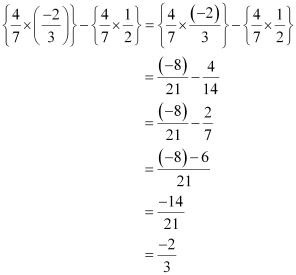 {4/7 × (-2/3)} - {4/7 × 1/2} = {4/7 × (-2)/3} - {4/7 × 1/2}
= (-8)/21 - 4/14
= (-8)/21 - 2/7
= (-8) - 6/21
= -14/21
= -2/3